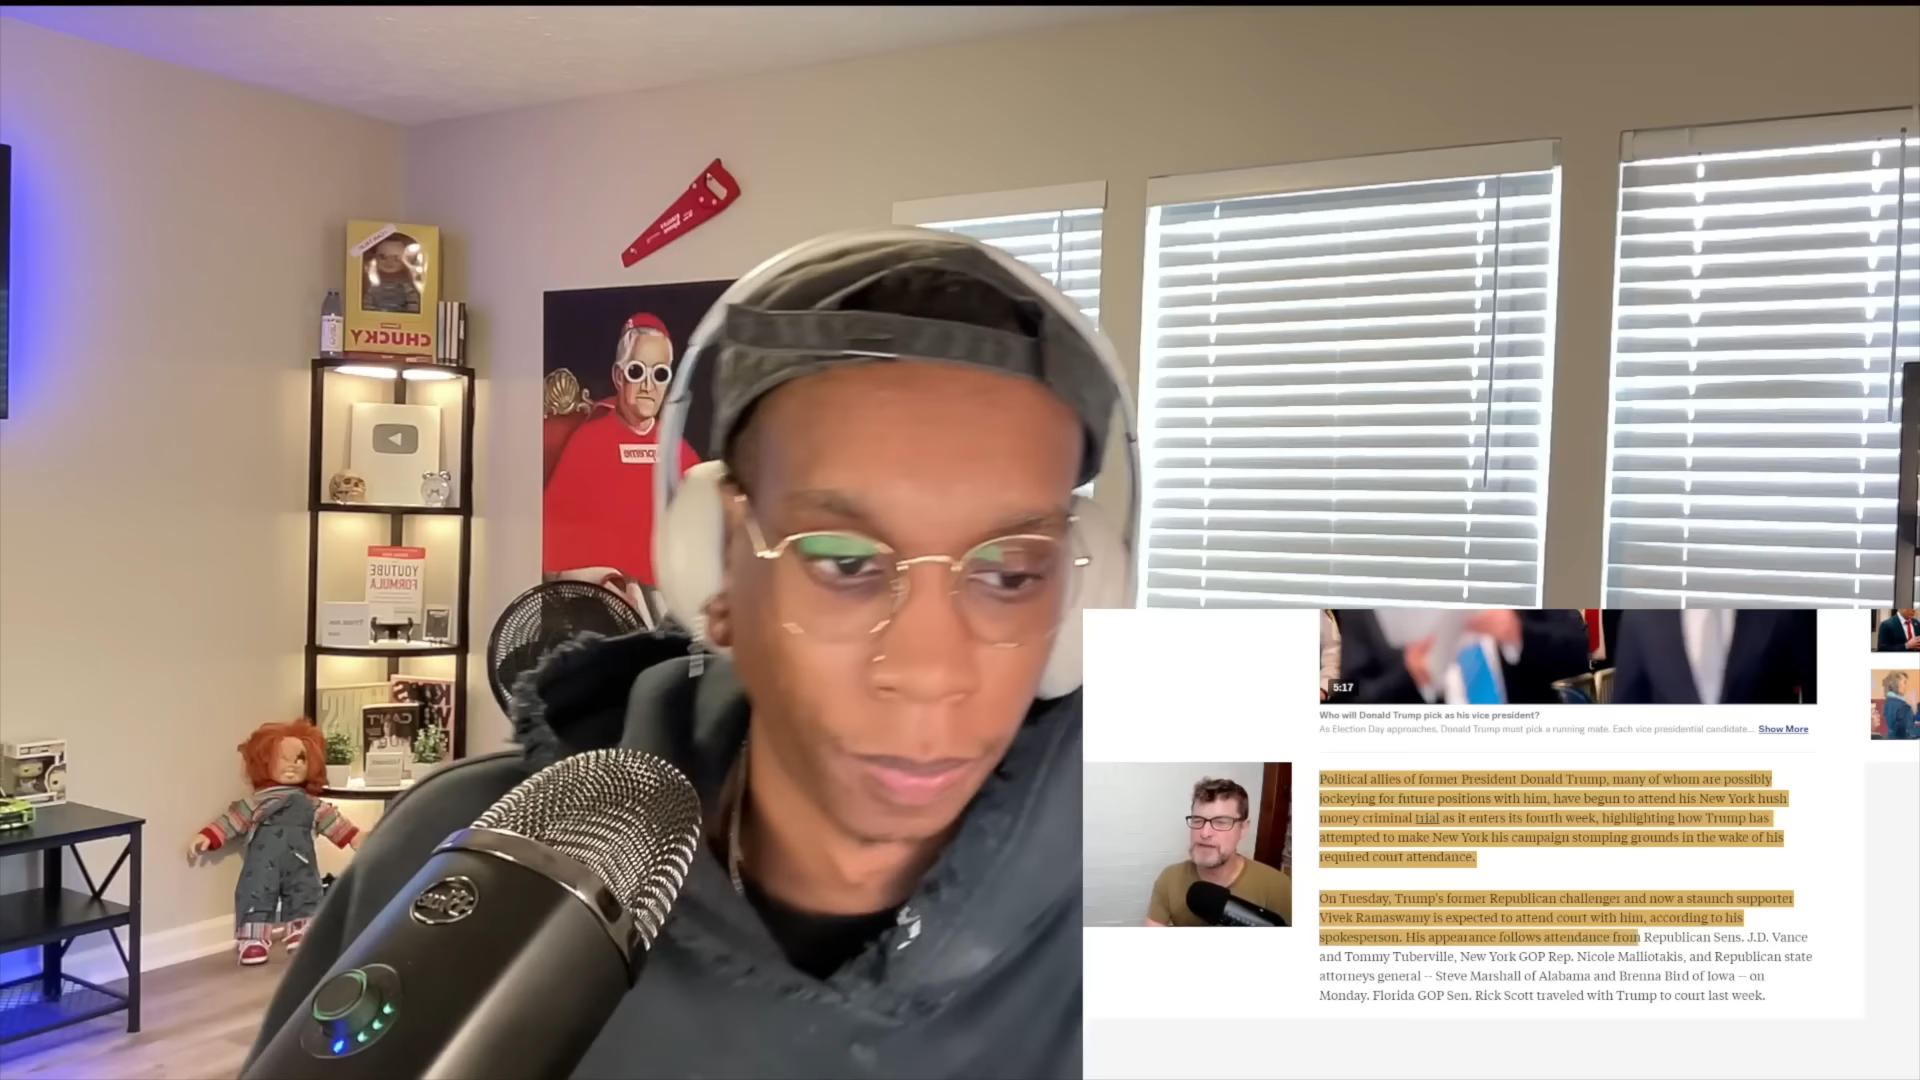 CHUCKY
Supreme
YOUTUBE
FORMULA
CAN'T
5:17
Who will Donald Trump pick as his vice president?
As Election Day approaches, Donald Trump must pick a running mate. Each vice presidential candidate... Show More
Political allies of former President Donald Trump, many of whom are possibly
jockeying for future positions with him, have begun to attend his New York hush
money criminal trial as it enters its fourth week, highlighting how Trump has
attempted to make New York his campaign stomping grounds in the wake of his
required court attendance.
On Tuesday, Trump's former Republican challenger and now a staunch supporter
Vivek Ramaswamy is expected to attend court with him, according to his
spokesperson. His appearance follows attendance from Republican Sens. J.D. Vance
and Tommy Tuberville, New York GOP Rep. Nicole Malliotakis, and Republican state
attorneys general -- Steve Marshall of Alabama and Brenna Bird of Iowa -- on
Monday. Florida GOP Sen. Rick Scott traveled with Trump to court last week.